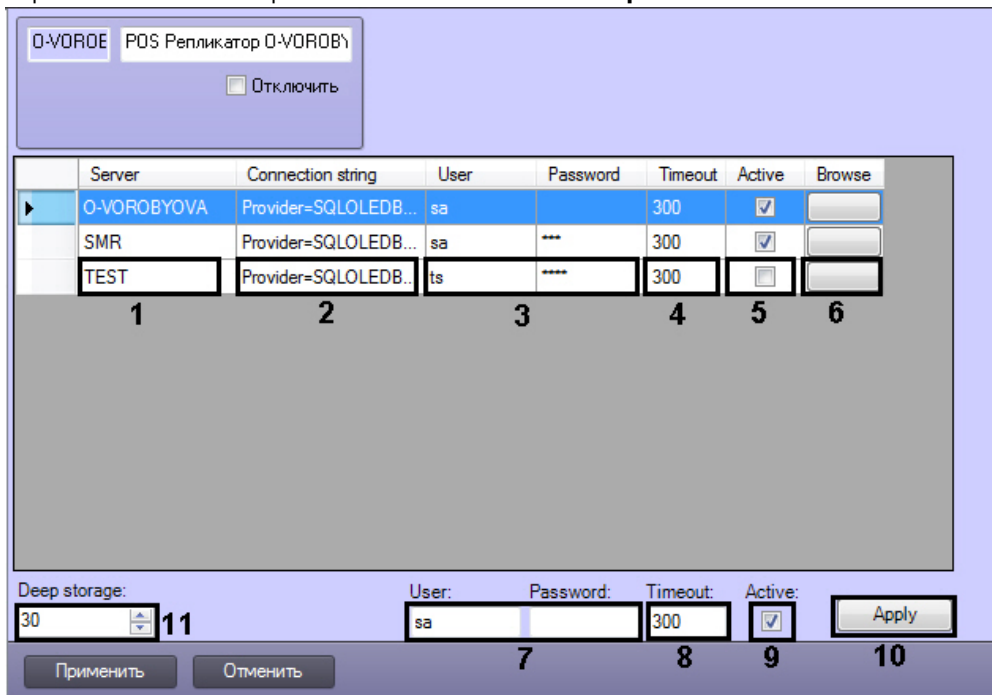 O-VOROB POS Репликатор O-VOROBY
Отключить
Server Connection string User Password Timeout Active Browse
O-VOROBYOVA Provider=SQLOLEDB... sa 300
SMR Provider=SQLOLEDB... sa *** 300
TEST Provider=SQLOLEDB.. ts **** 300
1 2 3 4 5 6
Deep storage: User: Password: Timeout: Active:
30 11 sa 300 Apply
7 8 9 10
Применить Отменить